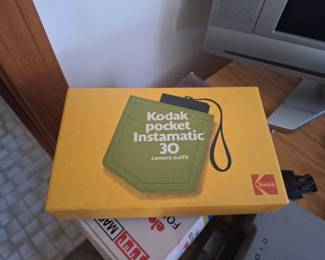 Kodak
pocket
Instamatic
30
camera outfit
Kodak